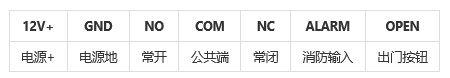 12V+ GND NO COM NC ALARM OPEN
电源+ 电源地 常开 公共端 常闭 消防输入 出门按钮